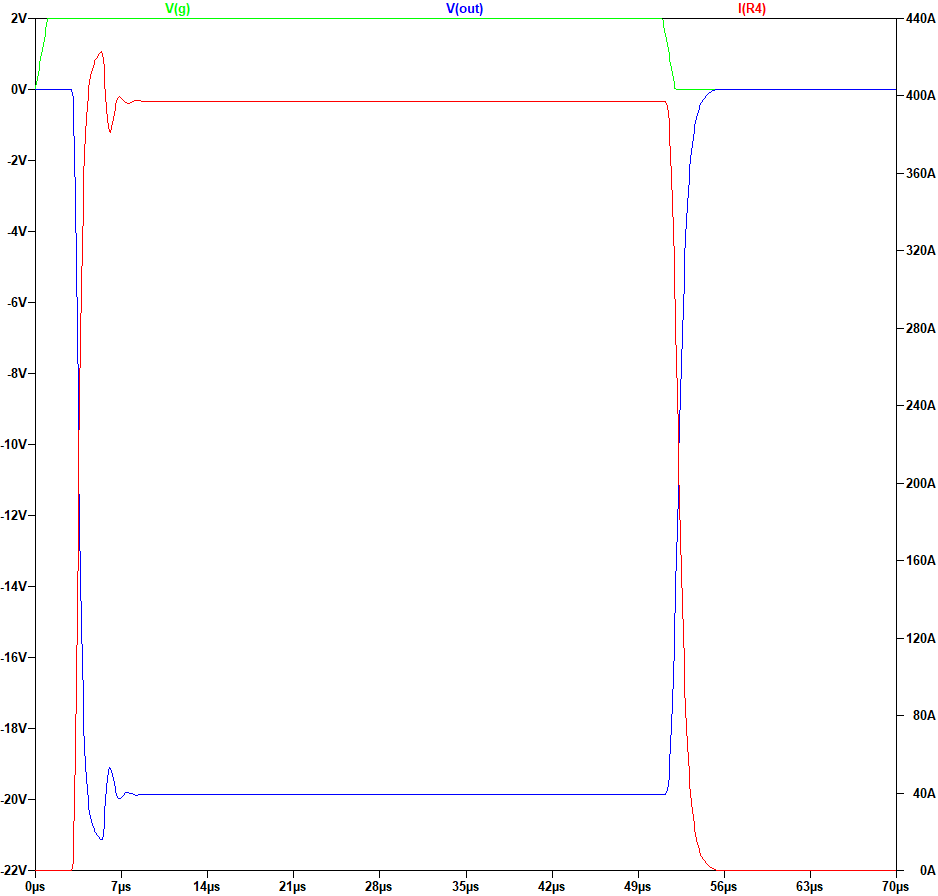 V(g) V(out) I(R4)
2V 440A
0V 400A
-2V 360A
-4V 320A
-6V 280A
-8V 240A
-10V 200A
-12V 160A
-14V 120A
-16V 80A
-18V 40A
-20V 0A
-22V
0µs 7µs 14µs 21µs 28µs 35µs 42µs 49µs 56µs 63µs 70µs